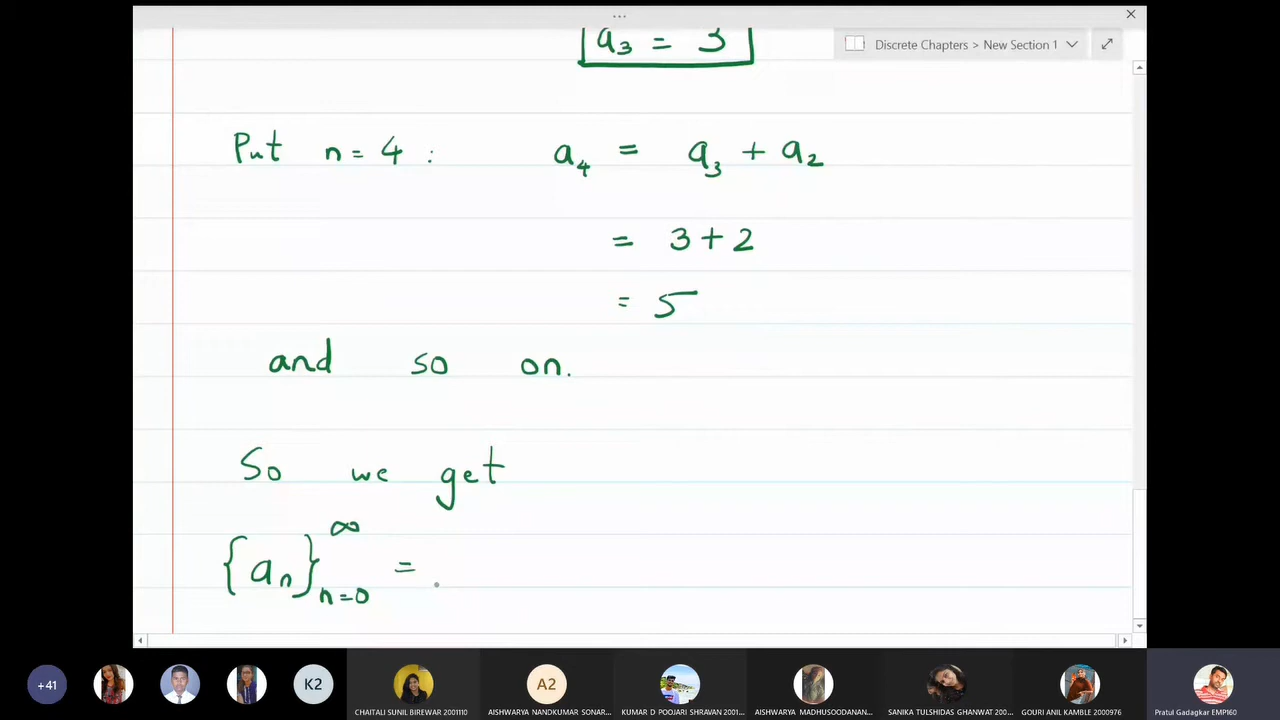 ...
Discrete Chapters > New Section 1
a₃ = 3
Put n = 4 : a₄ = a₃ + a₂
= 3 + 2
= 5
and so on.
So we get
{aₙ}∞ₙ₌₀ =
+41 K2 A2
CHAITALI SUNIL BIREWAR 2001110 AISHWARYA NANDKUMAR SONAR... KUMAR D POOJARI SHRAVAN 2001... AISHWARYA MADHUSOODANAN... SANIKA TULSHIDAS GHANWAT 200... GOURI ANIL KAMBLE 2000976 Pratul Gadagkar EMP160